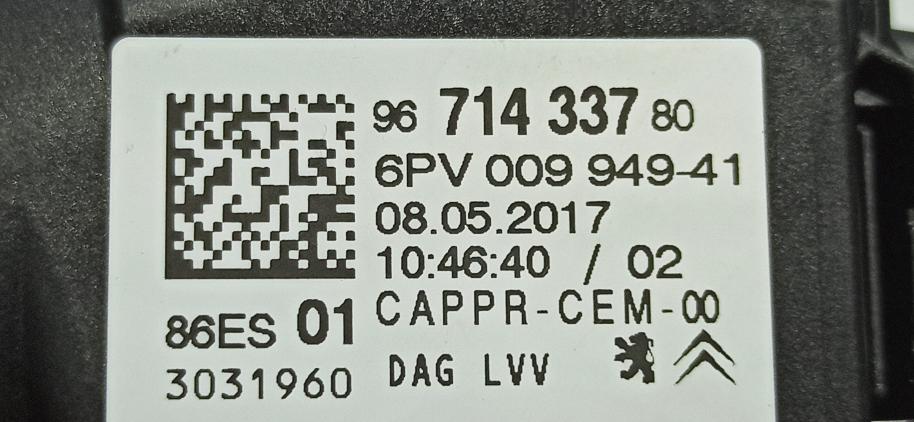 96 714 337 80
6PV 009 949-41
08.05.2017
10:46:40 / 02
CAPPR-CEM-00
86ES 01
3031960
DAG LVV